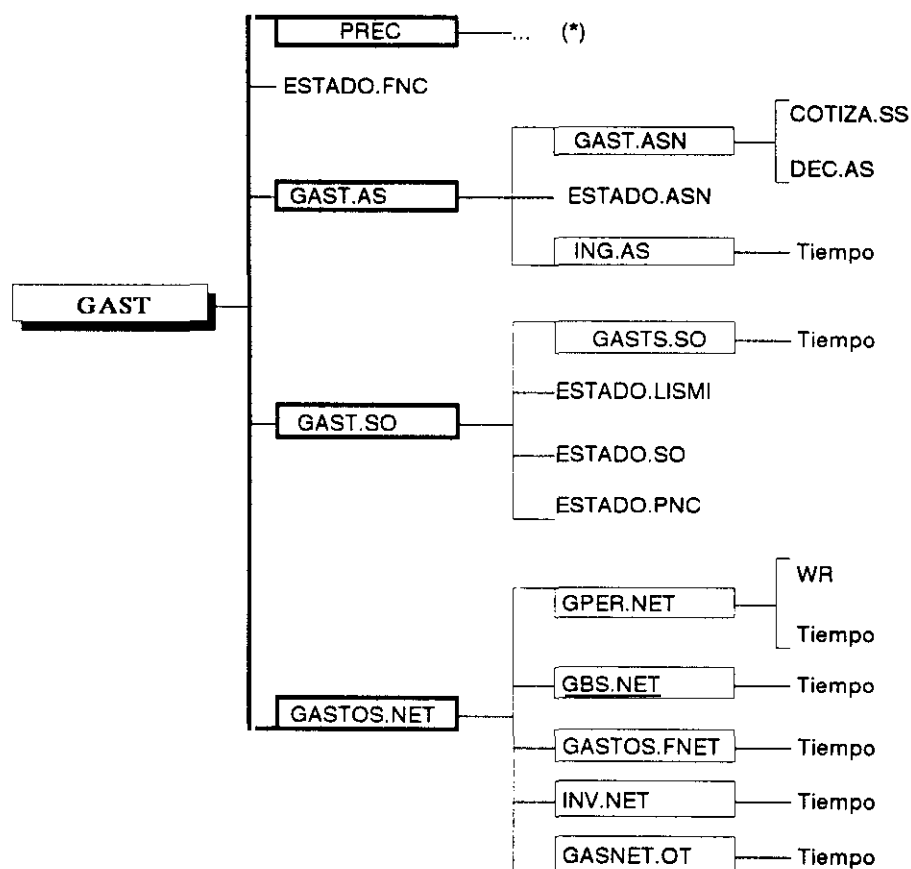 PREC ... (*)
ESTADO.FNC
COTIZA.SS
GAST.ASN
DEC.AS
GAST.AS
ESTADO.ASN
ING.AS Tiempo
GAST
GASTS.SO Tiempo
ESTADO.LISMI
GAST.SO
ESTADO.SO
ESTADO.PNC
WR
GPER.NET
Tiempo
GBS.NET Tiempo
GASTOS.NET
GASTOS.FNET Tiempo
INV.NET Tiempo
GASNET.OT Tiempo